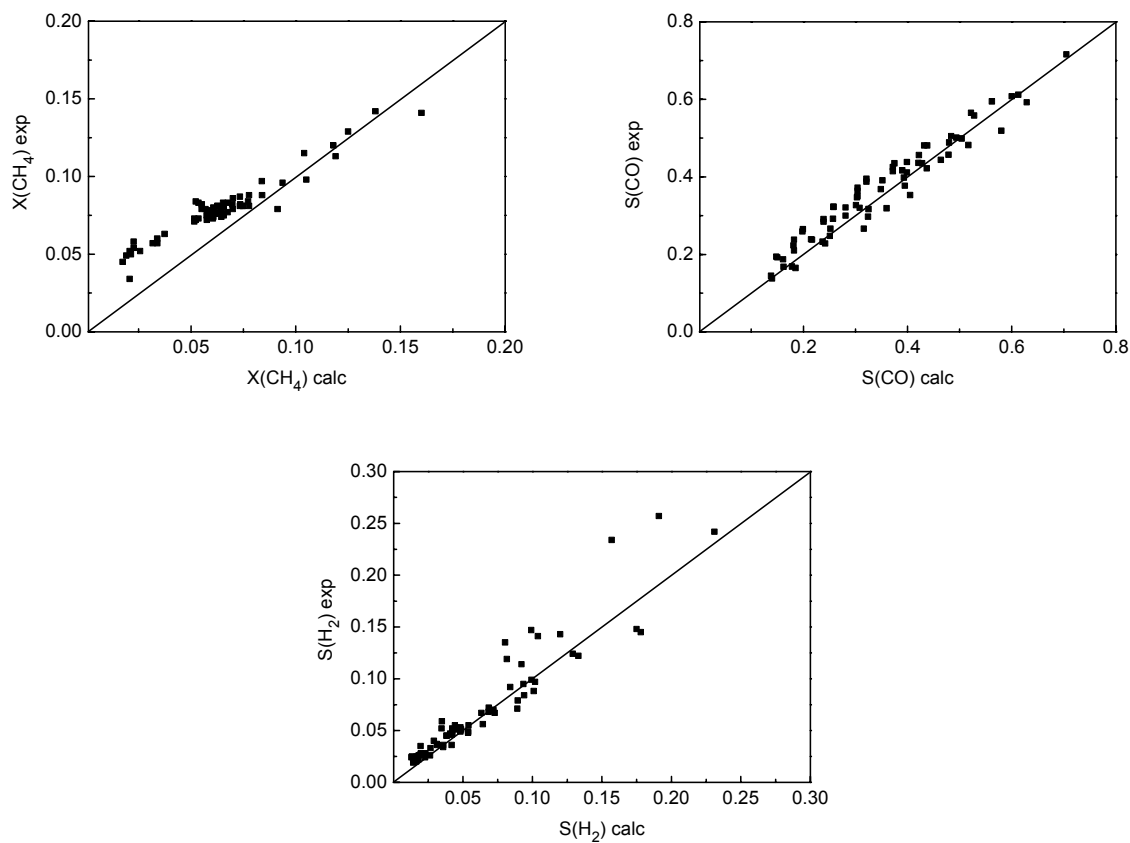 0.20
0.15
0.10
0.05
0.00
X(CH4) exp
0.05 0.10 0.15 0.20
X(CH4) calc
0.8
0.6
0.4
0.2
0.0
S(CO) exp
0.2 0.4 0.6 0.8
S(CO) calc
0.30
0.25
0.20
0.15
0.10
0.05
0.00
S(H2) exp
0.05 0.10 0.15 0.20 0.25 0.30
S(H2) calc